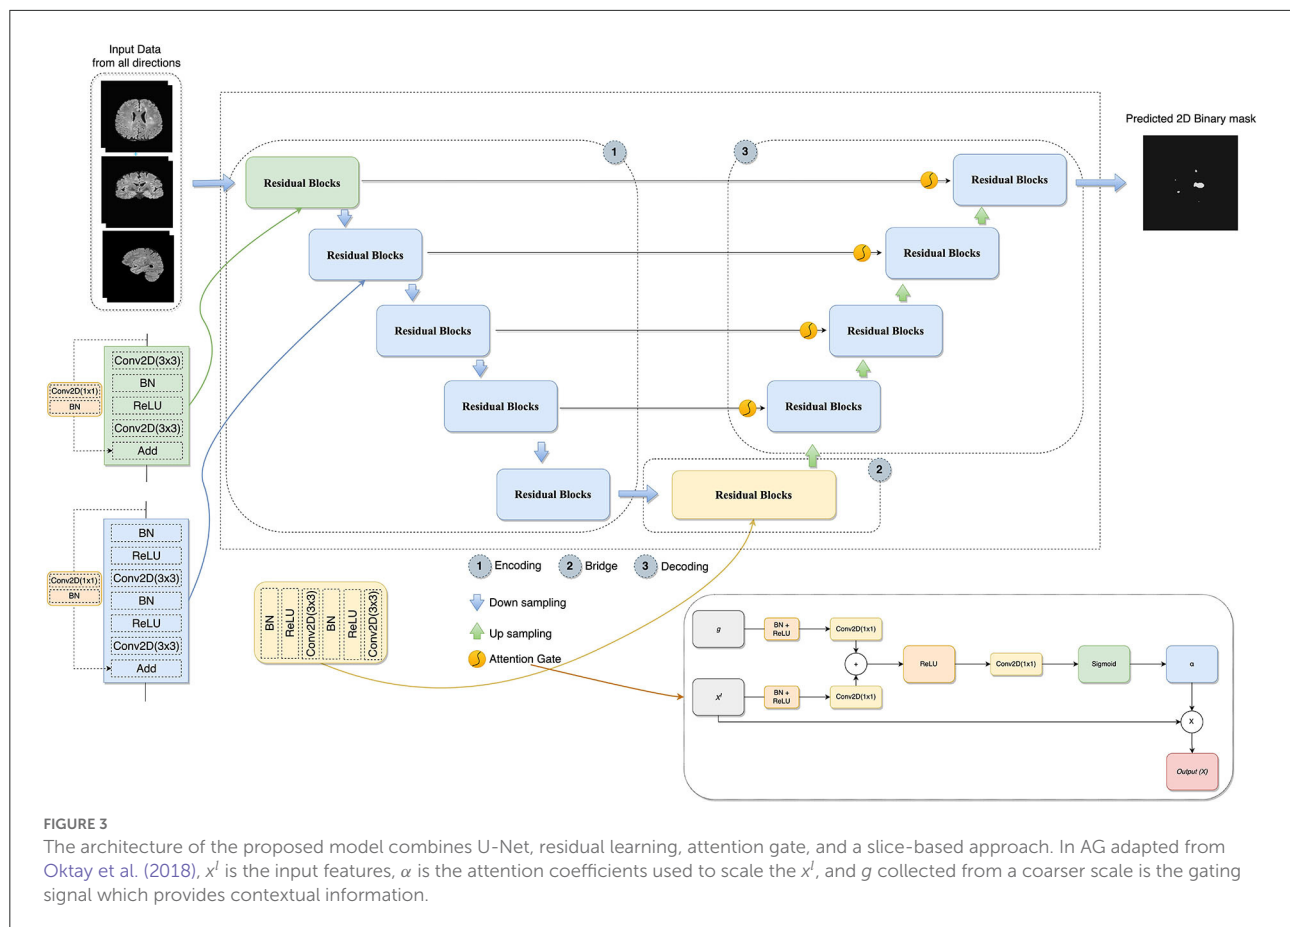 Input Data
from all directions
Predicted 2D Binary mask
1
3
Residual Blocks
Residual Blocks
Residual Blocks
Residual Blocks
Residual Blocks
Residual Blocks
Residual Blocks
Residual Blocks
Residual Blocks
Residual Blocks
2
Conv2D(3x3)
BN
ReLU
Conv2D(3x3)
Add
Conv2D(1x1)
BN
BN
ReLU
Conv2D(3x3)
BN
ReLU
Conv2D(3x3)
Add
Conv2D(1x1)
BN
BN
ReLU
Conv2D(3x3)
BN
ReLU
Conv2D(3x3)
1 Encoding 2 Bridge 3 Decoding
Down sampling
Up sampling
Attention Gate
g
BN +
ReLU
Conv2D(1x1)
+
ReLU
Conv2D(1x1)
Sigmoid
α
x^l
BN +
ReLU
Conv2D(1x1)
X
Output (X)
FIGURE 3
The architecture of the proposed model combines U-Net, residual learning, attention gate, and a slice-based approach. In AG adapted from
Oktay et al. (2018), x^l is the input features, α is the attention coefficients used to scale the x^l, and g collected from a coarser scale is the gating
signal which provides contextual information.